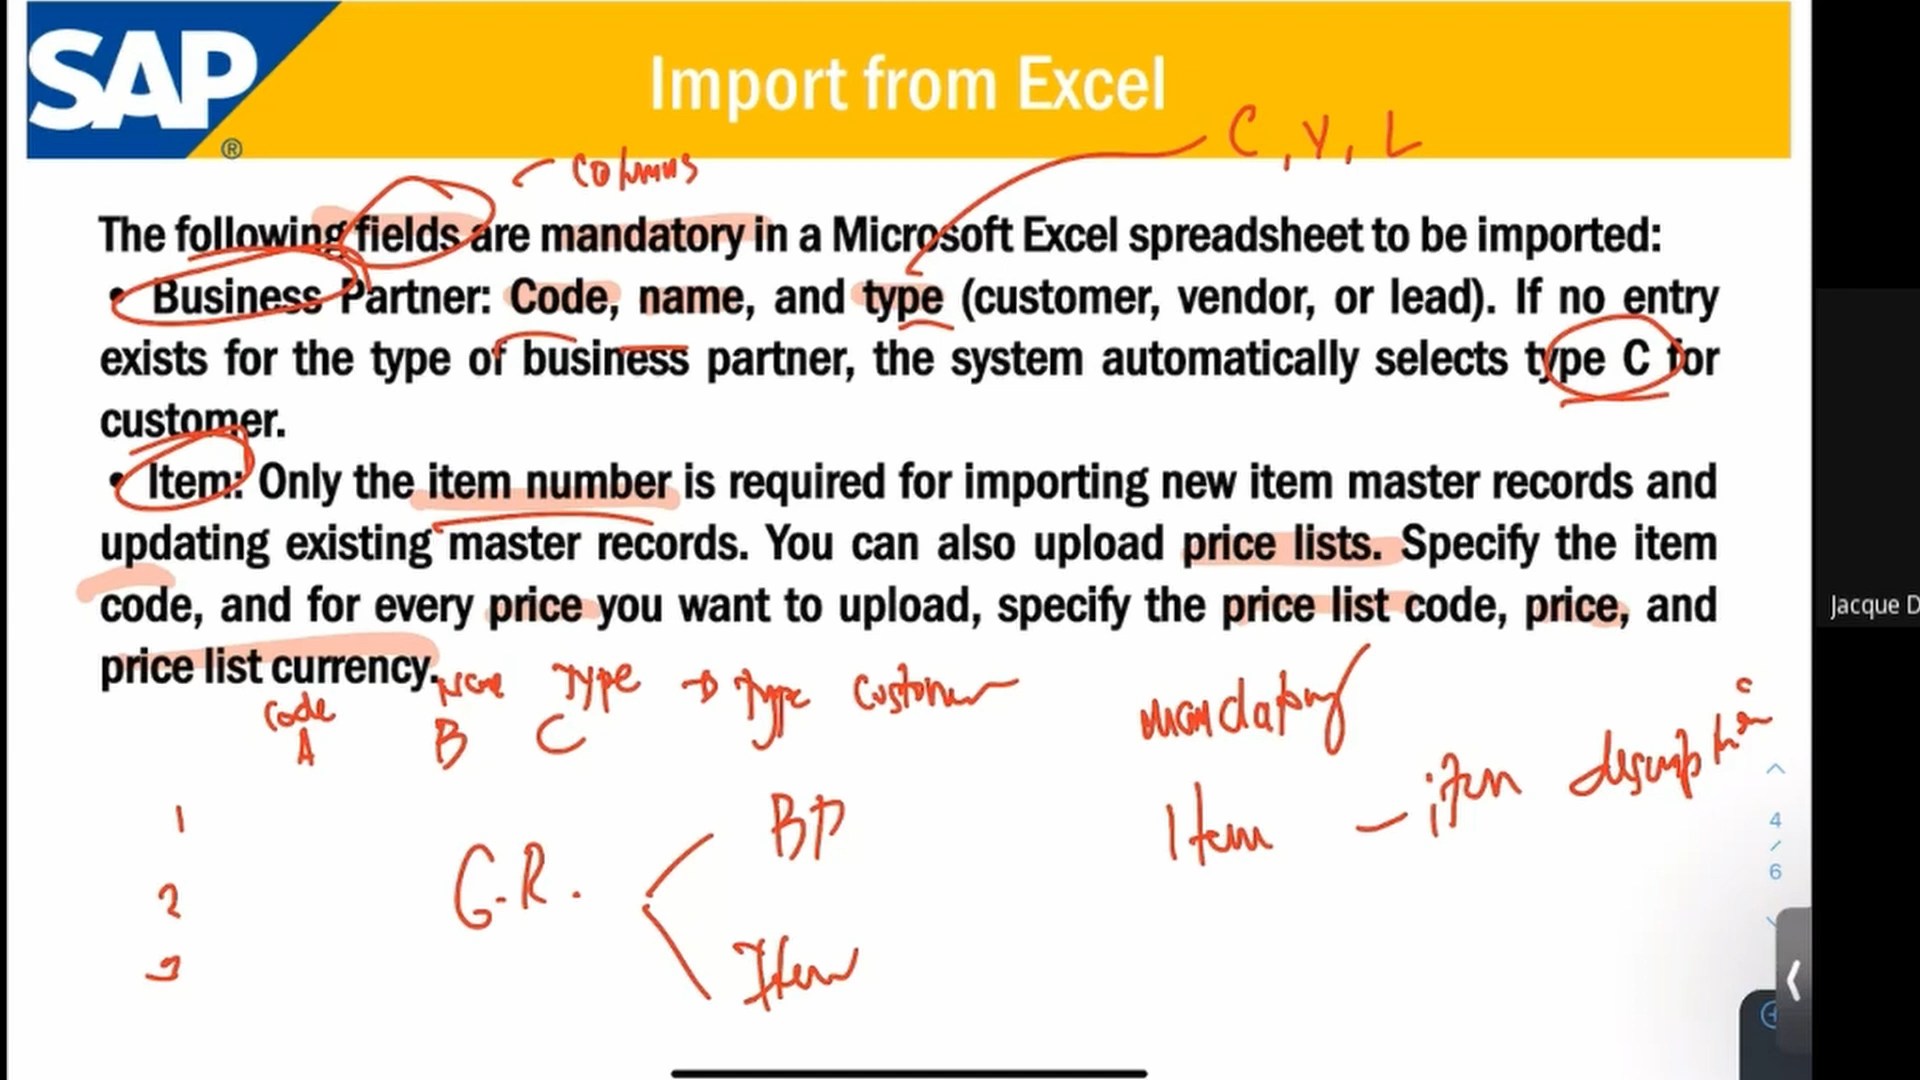 SAP
®
Import from Excel
C, V, L
columns
The following fields are mandatory in a Microsoft Excel spreadsheet to be imported:
• Business Partner: Code, name, and type (customer, vendor, or lead). If no entry
exists for the type of business partner, the system automatically selects type C for
customer.
• Item: Only the item number is required for importing new item master records and
updating existing master records. You can also upload price lists. Specify the item
code, and for every price you want to upload, specify the price list code, price, and
price list currency.
Jacque D
Code Name Type → Type Customer
A B C
mandatory
Item - item description
1
2
3
G.R.
BP
Item
4
/
6